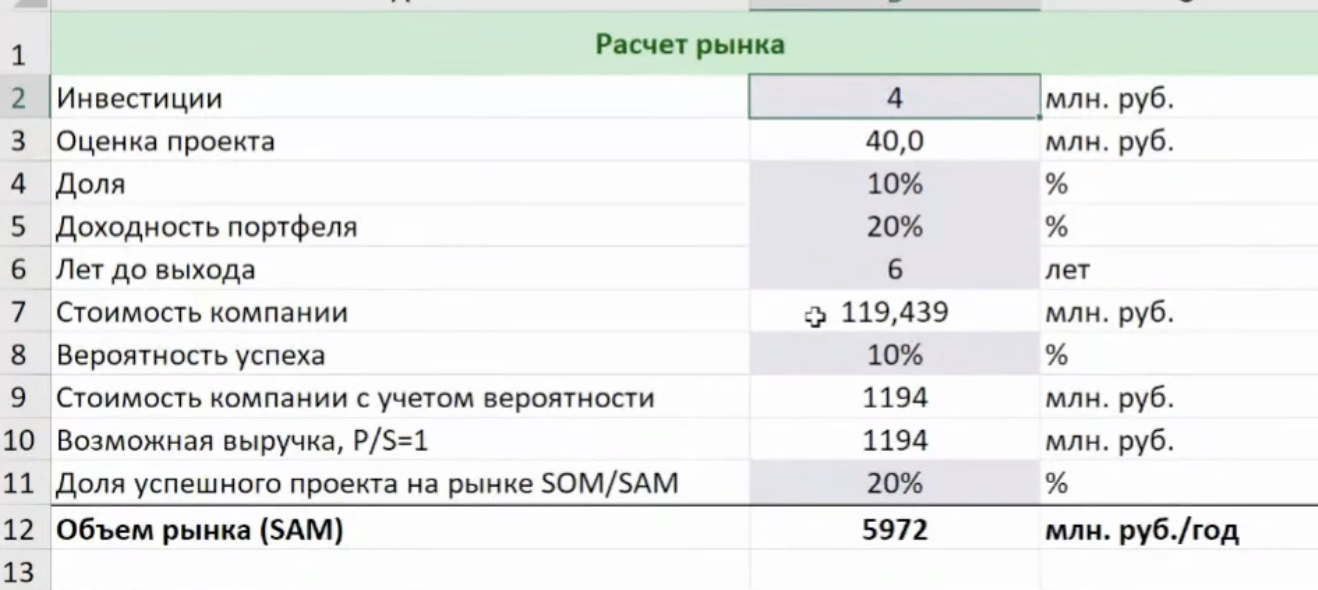 1 Расчет рынка
2 Инвестиции 4 млн. руб.
3 Оценка проекта 40,0 млн. руб.
4 Доля 10% %
5 Доходность портфеля 20% %
6 Лет до выхода 6 лет
7 Стоимость компании 119,439 млн. руб.
8 Вероятность успеха 10% %
9 Стоимость компании с учетом вероятности 1194 млн. руб.
10 Возможная выручка, P/S=1 1194 млн. руб.
11 Доля успешного проекта на рынке SOM/SAM 20% %
12 Объем рынка (SAM) 5972 млн. руб./год
13